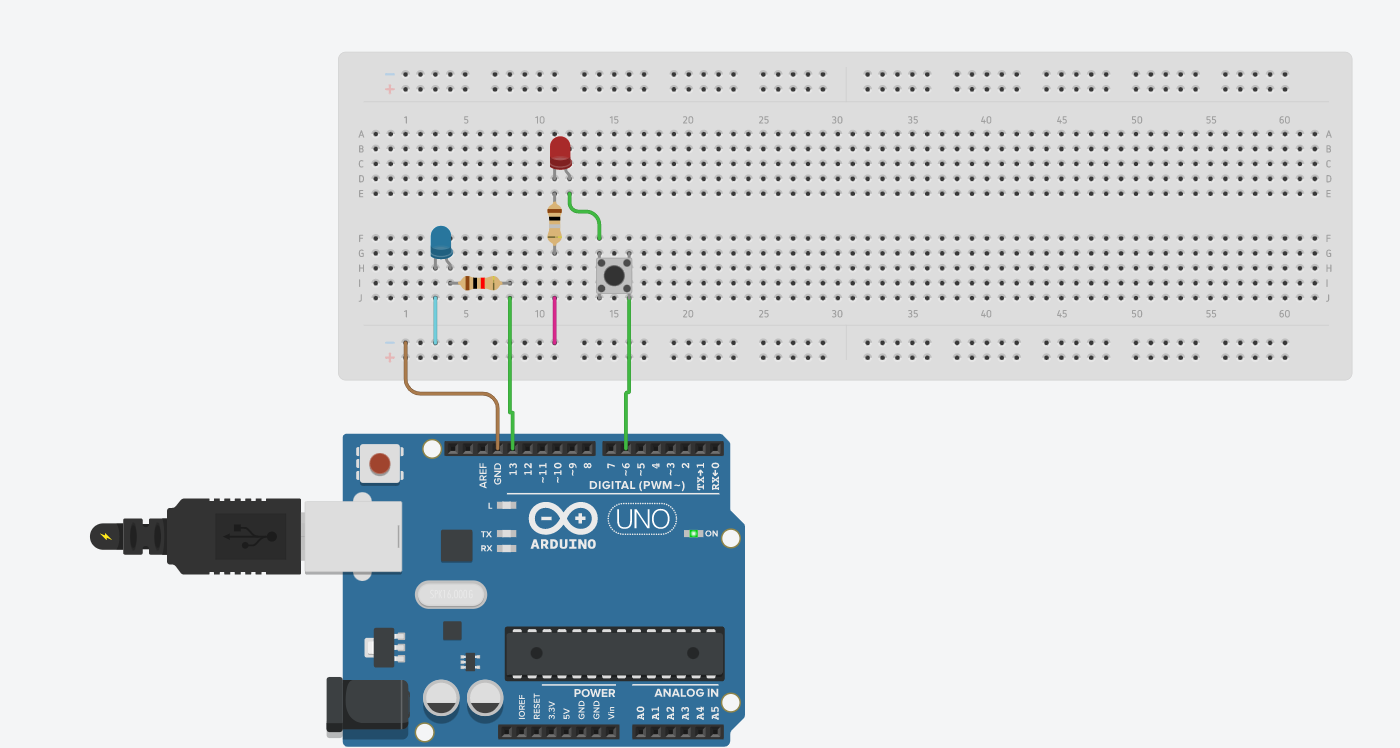 − −
+ +
1 5 10 15 20 25 30 35 40 45 50 55 60
A A
B B
C C
D D
E E
F F
G G
H H
I I
J J
1 5 10 15 20 25 30 35 40 45 50 55 60
−
+
AREF GND 13 12 ~11 ~10 ~9 8 7 ~6 ~5 4 ~3 2 TX→1 RX←0
DIGITAL (PWM~)
L
UNO
TX ON
RX ARDUINO
POWER ANALOG IN
IOREF RESET 3.3V 5V GND GND Vin A0 A1 A2 A3 A4 A5